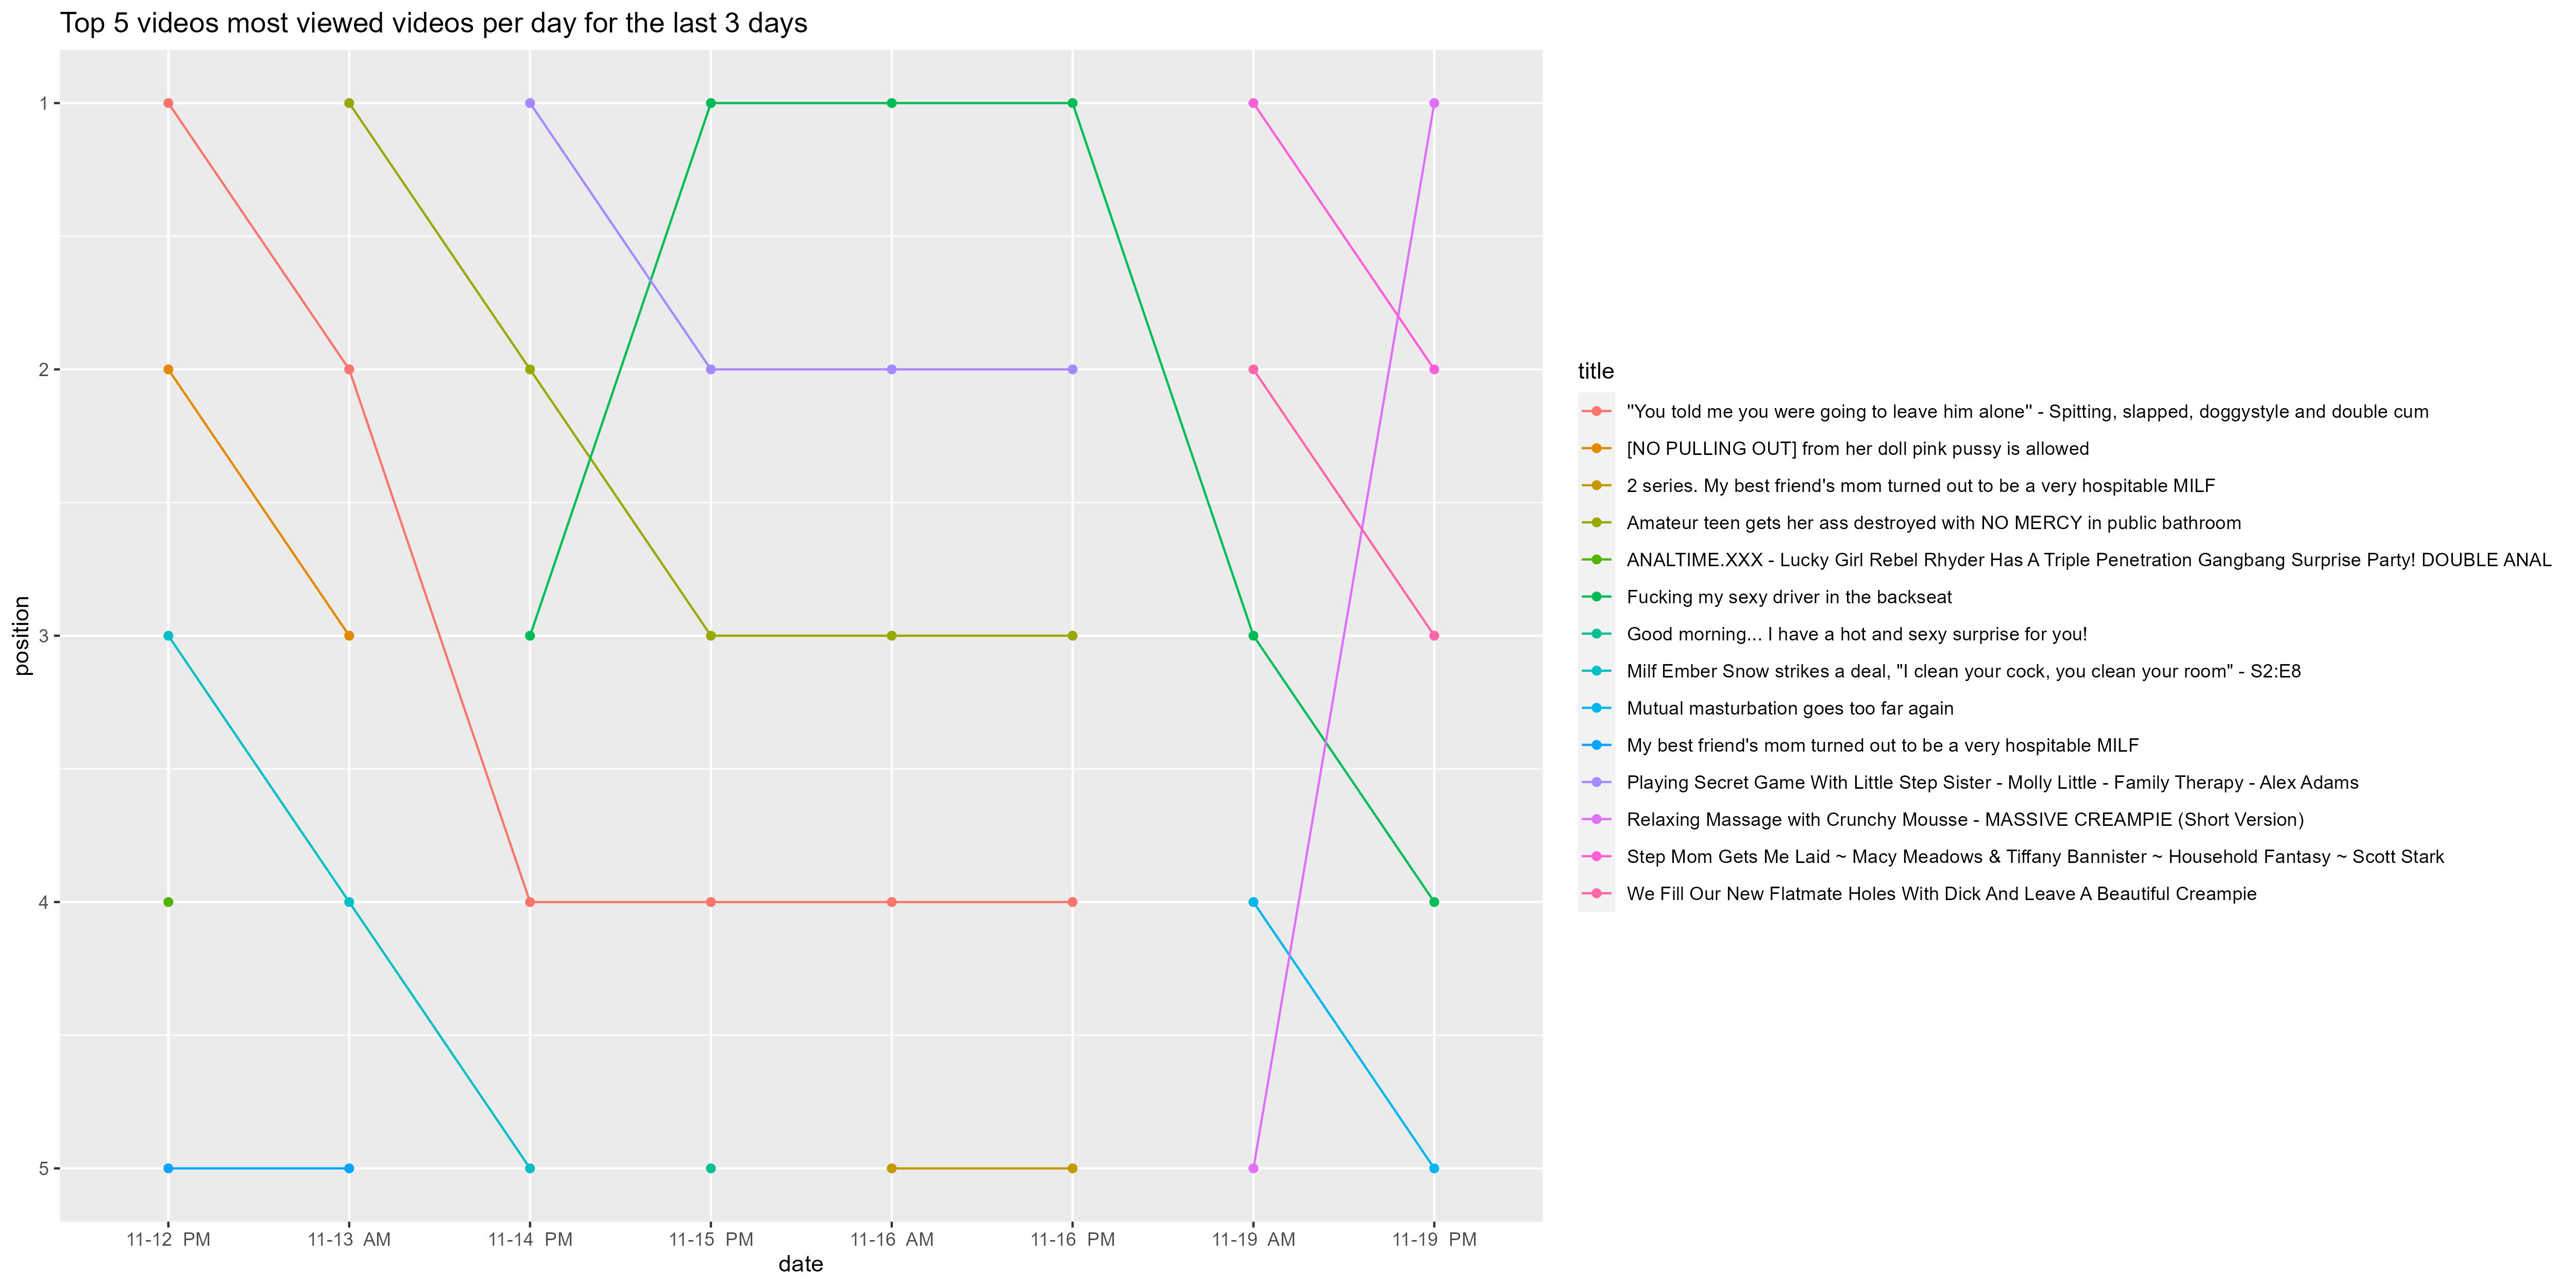 Top 5 videos most viewed videos per day for the last 3 days
position
1
2
3
4
5
11-12 PM
11-13 AM
11-14 PM
11-15 PM
11-16 AM
11-16 PM
11-19 AM
11-19 PM
date
title
"You told me you were going to leave him alone" - Spitting, slapped, doggystyle and double cum
[NO PULLING OUT] from her doll pink pussy is allowed
2 series. My best friend's mom turned out to be a very hospitable MILF
Amateur teen gets her ass destroyed with NO MERCY in public bathroom
ANALTIME.XXX - Lucky Girl Rebel Rhyder Has A Triple Penetration Gangbang Surprise Party! DOUBLE ANAL
Fucking my sexy driver in the backseat
Good morning... I have a hot and sexy surprise for you!
Milf Ember Snow strikes a deal, "I clean your cock, you clean your room" - S2:E8
Mutual masturbation goes too far again
My best friend's mom turned out to be a very hospitable MILF
Playing Secret Game With Little Step Sister - Molly Little - Family Therapy - Alex Adams
Relaxing Massage with Crunchy Mousse - MASSIVE CREAMPIE (Short Version)
Step Mom Gets Me Laid ~ Macy Meadows & Tiffany Bannister ~ Household Fantasy ~ Scott Stark
We Fill Our New Flatmate Holes With Dick And Leave A Beautiful Creampie